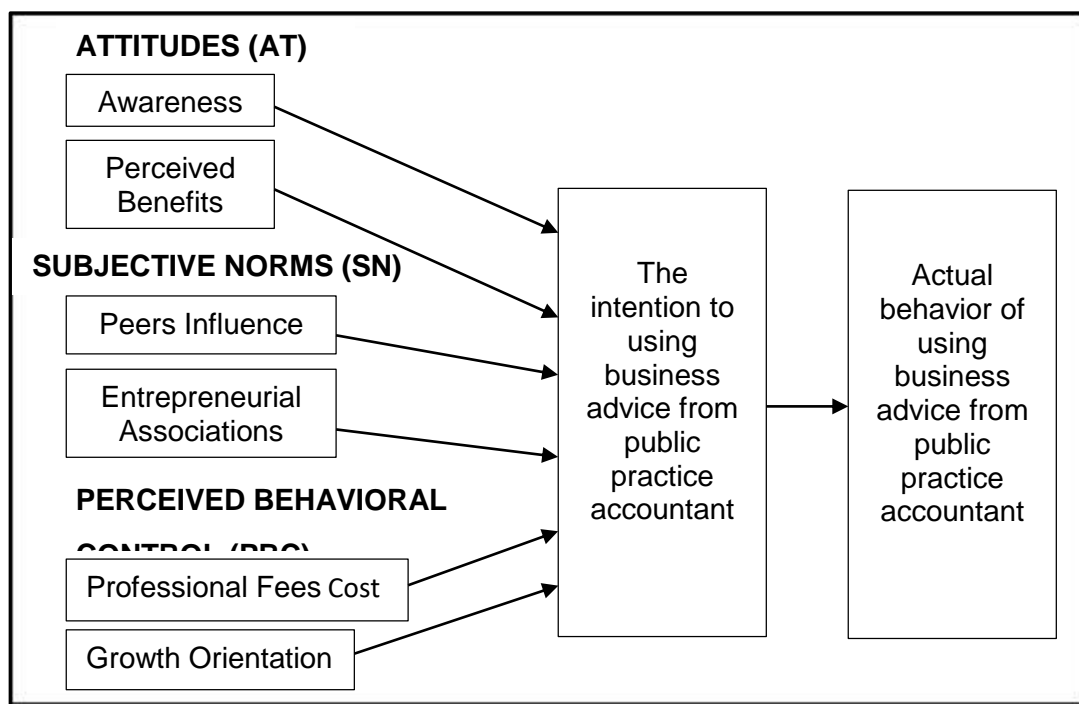 ATTITUDES (AT)
Awareness
Perceived
Benefits
SUBJECTIVE NORMS (SN)
Peers Influence
Entrepreneurial
Associations
PERCEIVED BEHAVIORAL
CONTROL (PBC)
Professional Fees Cost
Growth Orientation
The
intention to
using
business
advice from
public
practice
accountant
Actual
behavior of
using
business
advice from
public
practice
accountant